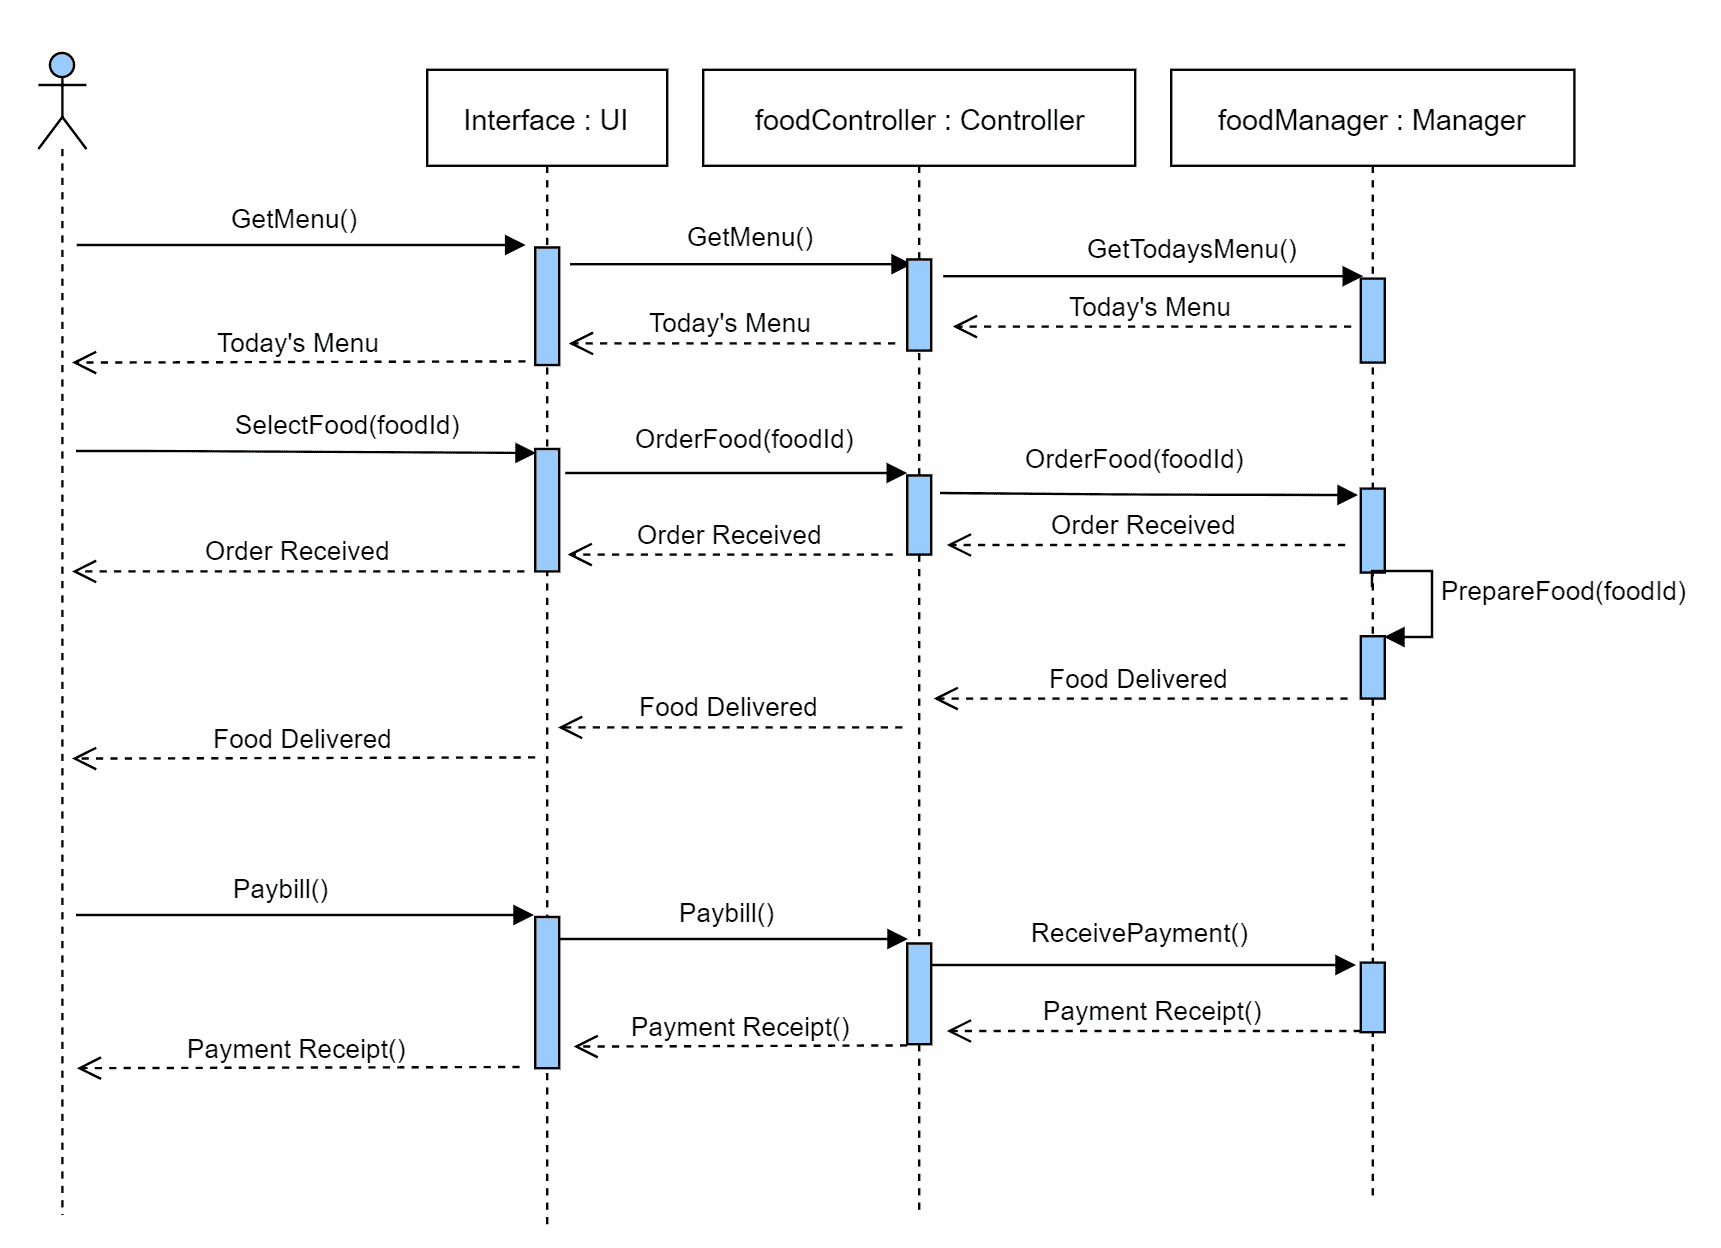 Interface : UI
foodController : Controller
foodManager : Manager
GetMenu()
GetMenu()
GetTodaysMenu()
Today's Menu
Today's Menu
Today's Menu
SelectFood(foodId)
OrderFood(foodId)
OrderFood(foodId)
Order Received
Order Received
Order Received
PrepareFood(foodId)
Food Delivered
Food Delivered
Food Delivered
Paybill()
Paybill()
ReceivePayment()
Payment Receipt()
Payment Receipt()
Payment Receipt()